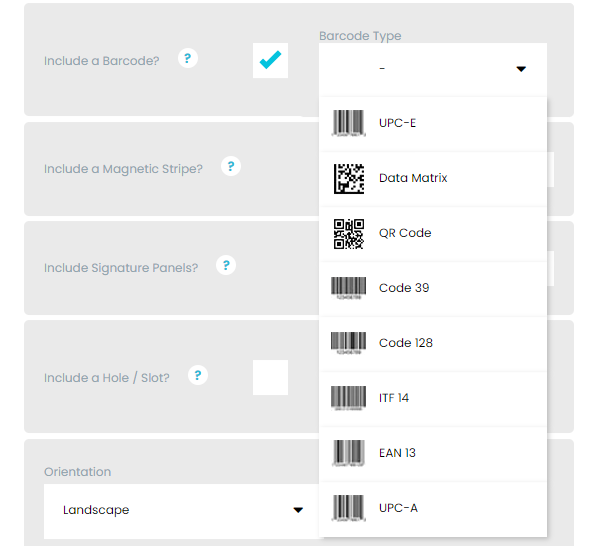 Barcode Type
Include a Barcode? ?
-
UPC-E
Include a Magnetic Stripe? ?
Data Matrix
QR Code
Include Signature Panels? ?
Code 39
Code 128
Include a Hole / Slot? ?
ITF 14
EAN 13
Orientation
Landscape
UPC-A